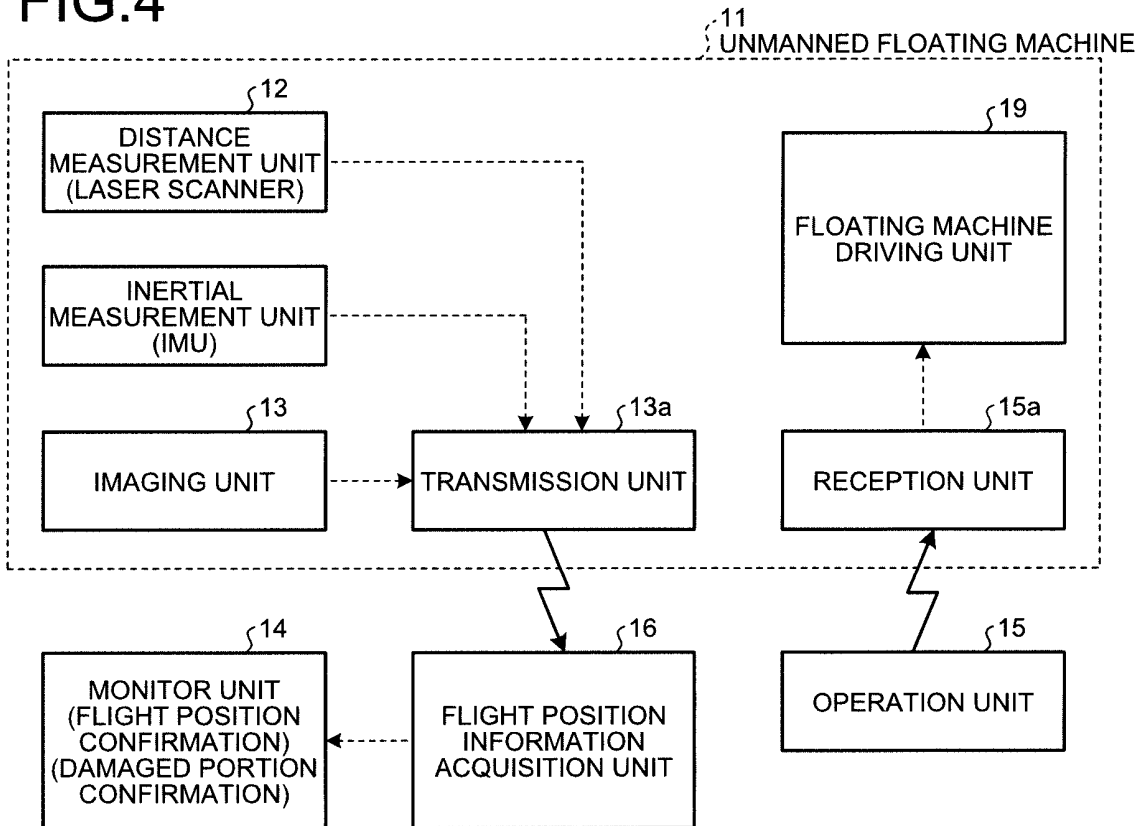 FIG.4
11
UNMANNED FLOATING MACHINE
12
DISTANCE
MEASUREMENT UNIT
(LASER SCANNER)
19
FLOATING MACHINE
DRIVING UNIT
INERTIAL
MEASUREMENT UNIT
(IMU)
13
IMAGING UNIT
13a
TRANSMISSION UNIT
15a
RECEPTION UNIT
14
MONITOR UNIT
(FLIGHT POSITION
CONFIRMATION)
(DAMAGED PORTION
CONFIRMATION)
16
FLIGHT POSITION
INFORMATION
ACQUISITION UNIT
15
OPERATION UNIT